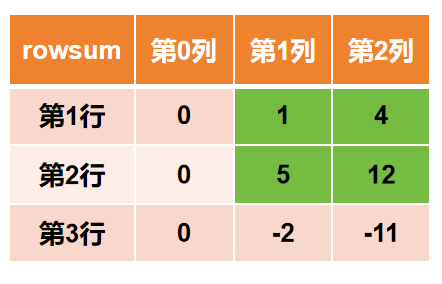 rowsum 第0列 第1列 第2列
第1行 0 1 4
第2行 0 5 12
第3行 0 -2 -11